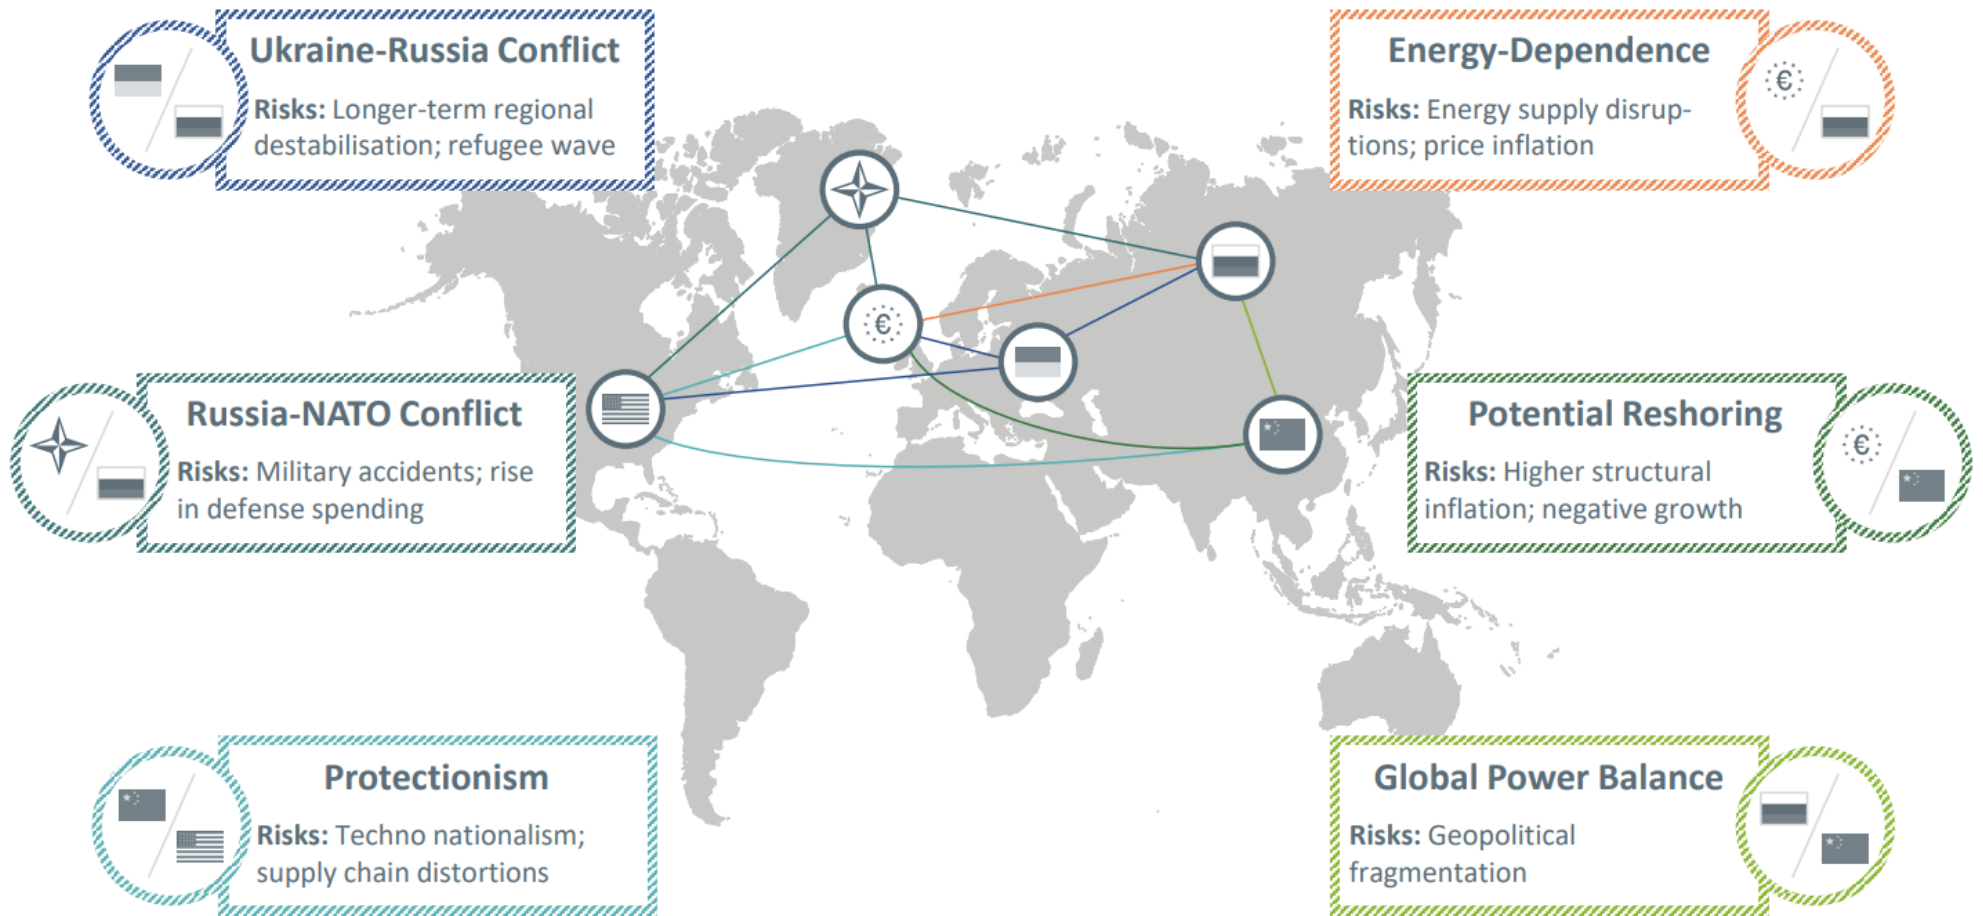 Ukraine-Russia Conflict
Risks: Longer-term regional
destabilisation; refugee wave
Energy-Dependence
Risks: Energy supply disrup-
tions; price inflation
€
€
Russia-NATO Conflict
Risks: Military accidents; rise
in defense spending
Potential Reshoring
Risks: Higher structural
inflation; negative growth
€
Protectionism
Risks: Techno nationalism;
supply chain distortions
Global Power Balance
Risks: Geopolitical
fragmentation